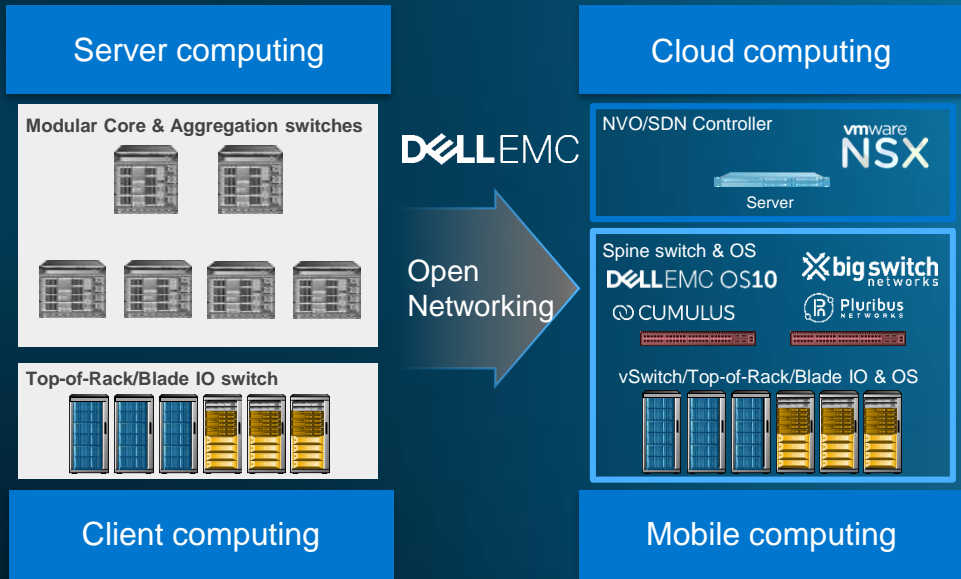 Server computing
Modular Core & Aggregation switches
Top-of-Rack/Blade IO switch
Client computing
DELLEMC
Open
Networking
Cloud computing
NVO/SDN Controller
vmware
NSX
Server
Spine switch & OS
DELLEMC OS10
big switch
networks
CUMULUS
Pluribus
NETWORKS
vSwitch/Top-of-Rack/Blade IO & OS
Mobile computing